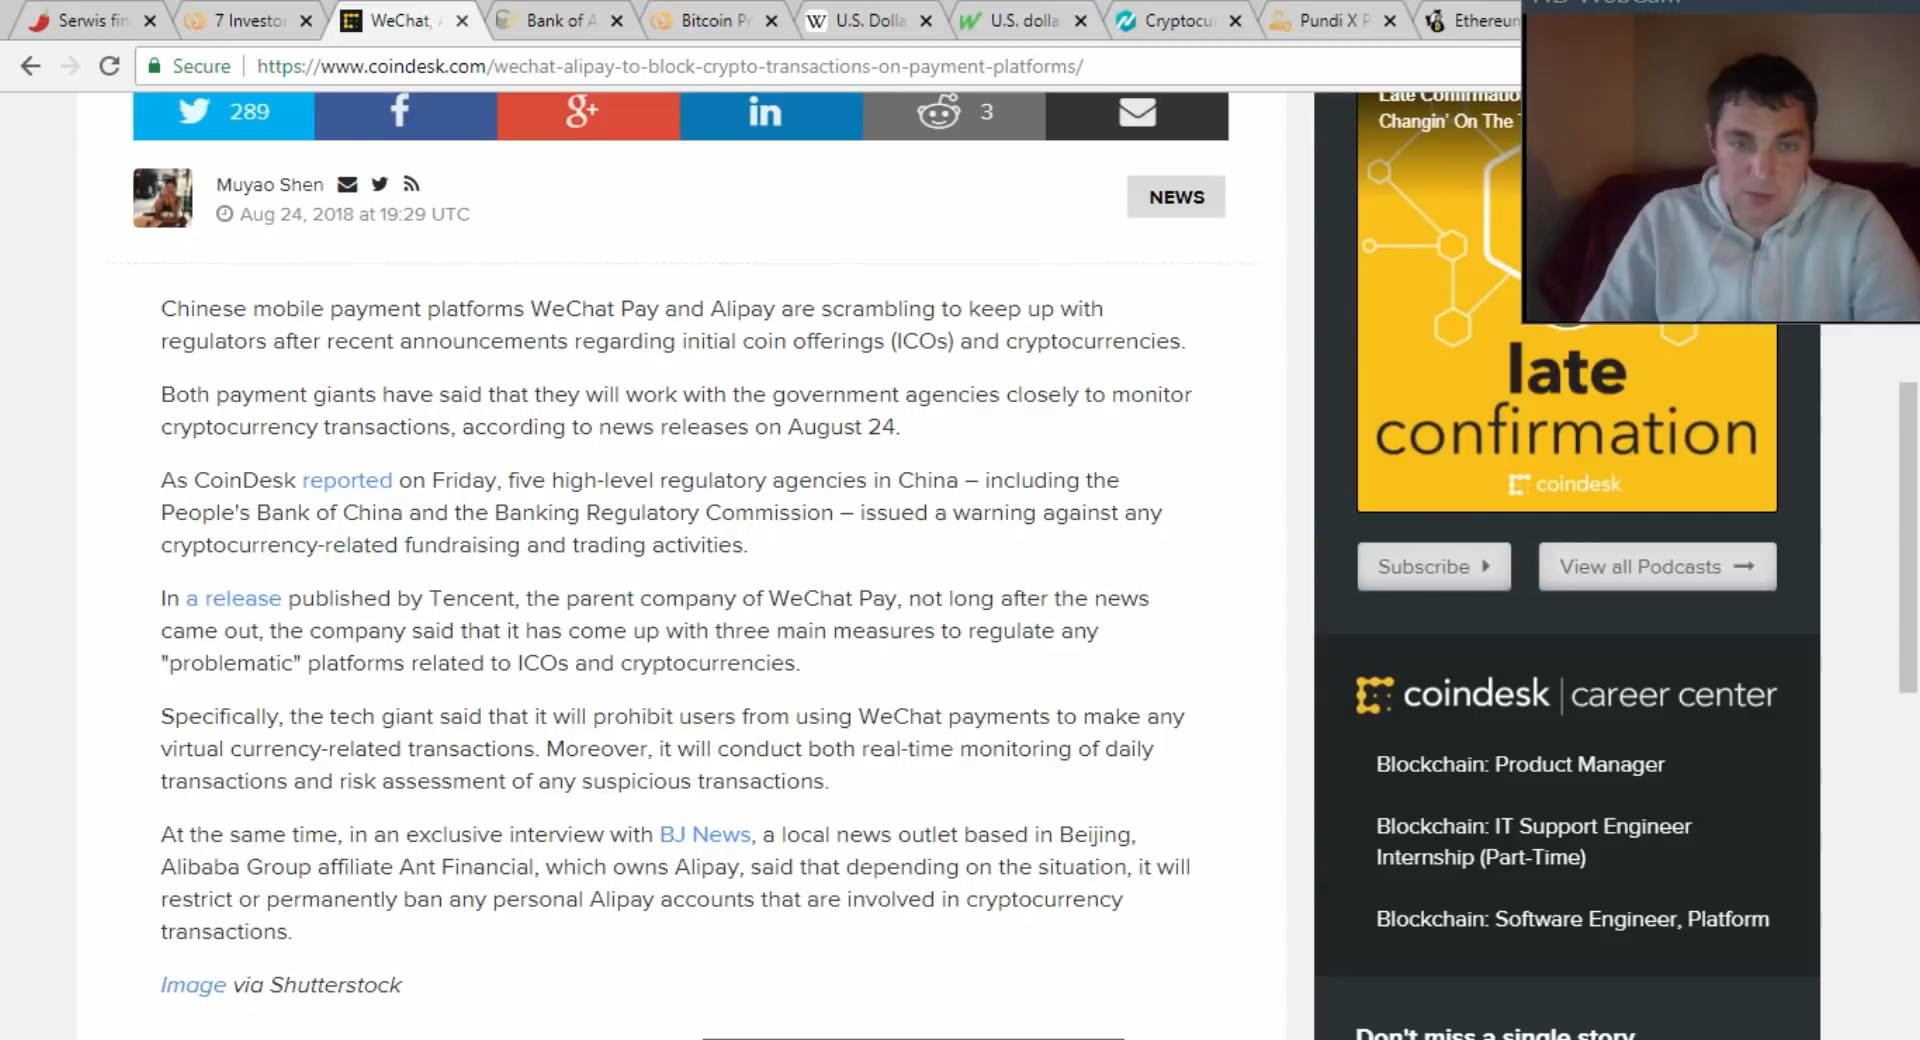 Serwis fin
7 Investor
WeChat,
Bank of A
Bitcoin P
U.S. Dolla
U.S. dolla
Cryptocu
Pundi X P
Ethereun
Secure
https://www.coindesk.com/wechat-alipay-to-block-crypto-transactions-on-payment-platforms/
289
3
Muyao Shen
Aug 24, 2018 at 19:29 UTC
NEWS
Chinese mobile payment platforms WeChat Pay and Alipay are scrambling to keep up with
regulators after recent announcements regarding initial coin offerings (ICOs) and cryptocurrencies.
Both payment giants have said that they will work with the government agencies closely to monitor
cryptocurrency transactions, according to news releases on August 24.
As CoinDesk reported on Friday, five high-level regulatory agencies in China – including the
People's Bank of China and the Banking Regulatory Commission – issued a warning against any
cryptocurrency-related fundraising and trading activities.
In a release published by Tencent, the parent company of WeChat Pay, not long after the news
came out, the company said that it has come up with three main measures to regulate any
"problematic" platforms related to ICOs and cryptocurrencies.
Specifically, the tech giant said that it will prohibit users from using WeChat payments to make any
virtual currency-related transactions. Moreover, it will conduct both real-time monitoring of daily
transactions and risk assessment of any suspicious transactions.
At the same time, in an exclusive interview with BJ News, a local news outlet based in Beijing,
Alibaba Group affiliate Ant Financial, which owns Alipay, said that depending on the situation, it will
restrict or permanently ban any personal Alipay accounts that are involved in cryptocurrency
transactions.
Image via Shutterstock
Late Confirmatio
Changin' On The
late
confirmation
coindesk
Subscribe
View all Podcasts
coindesk | career center
Blockchain: Product Manager
Blockchain: IT Support Engineer
Internship (Part-Time)
Blockchain: Software Engineer, Platform
Don't miss a single story